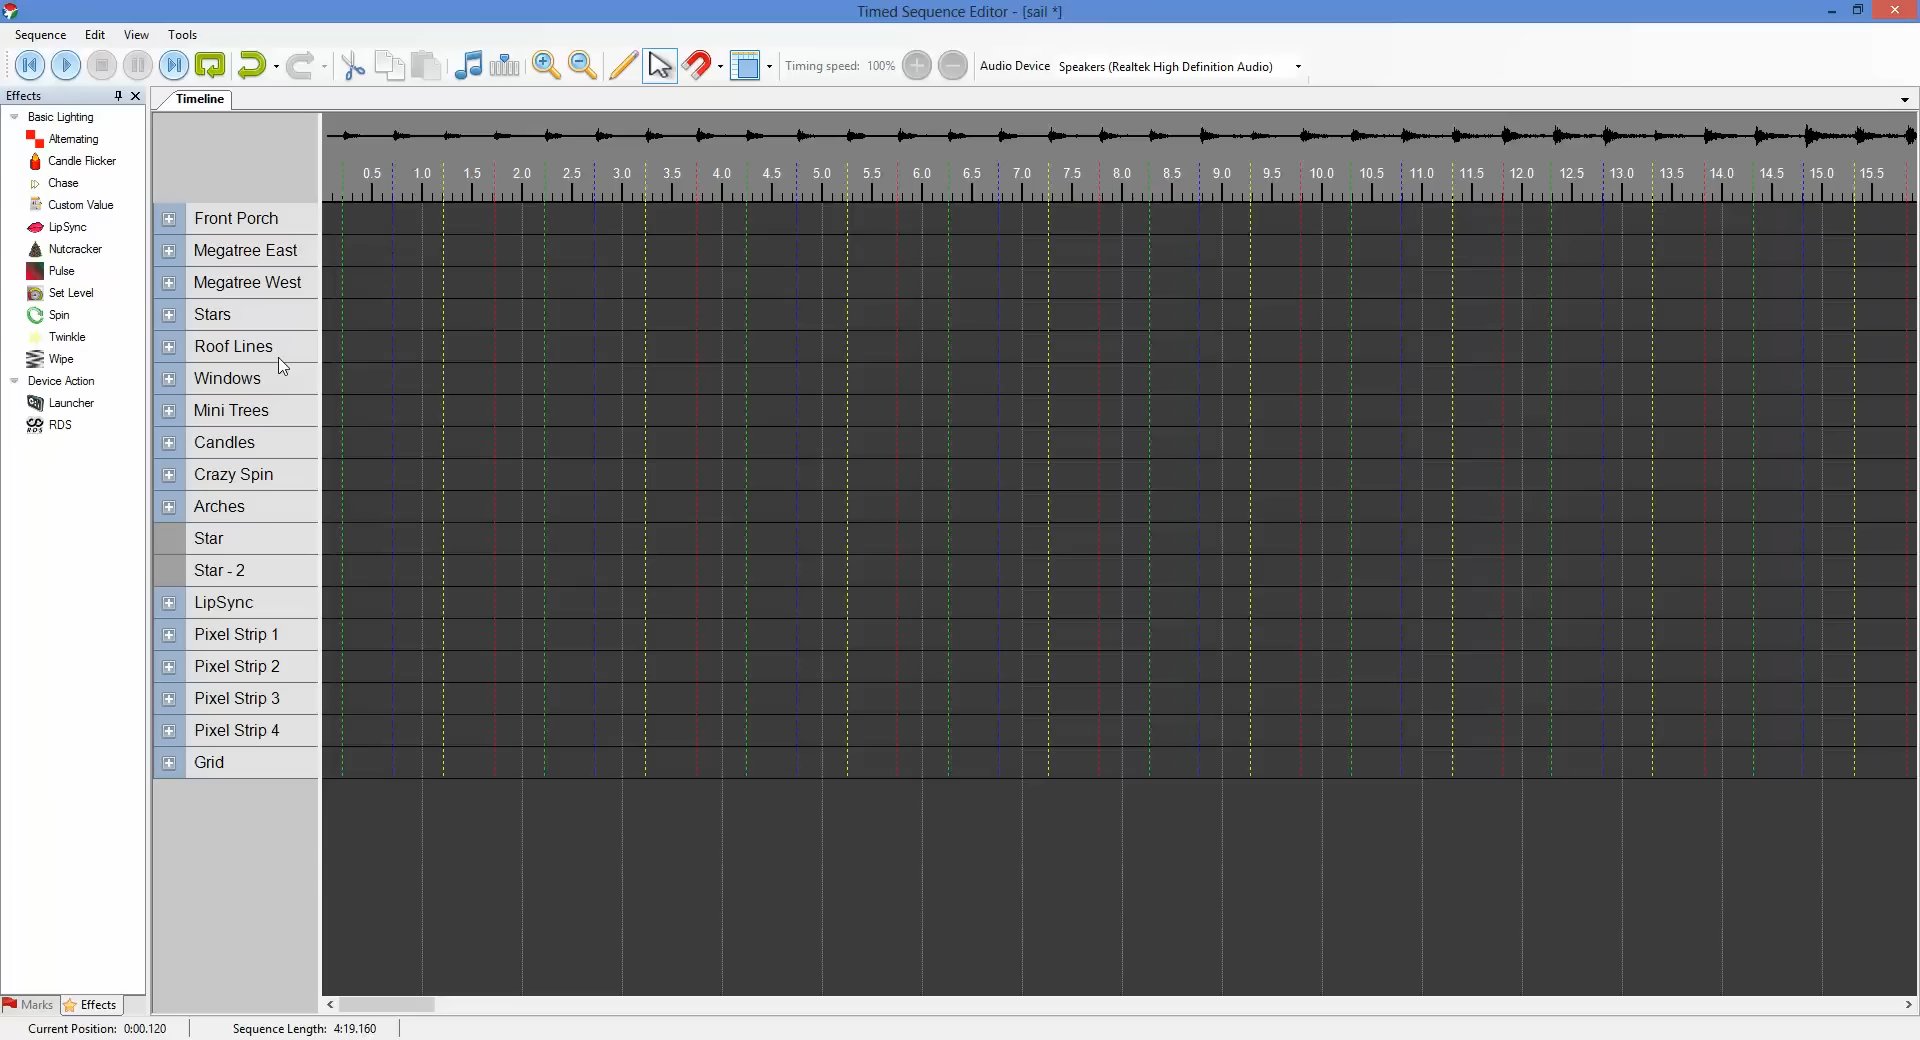 Timed Sequence Editor - [sail *]
Sequence Edit View Tools
Timing speed: 100% Audio Device Speakers (Realtek High Definition Audio)
Effects
Timeline
Basic Lighting
Alternating
Candle Flicker
Chase
Custom Value
LipSync
Nutcracker
Pulse
Set Level
Spin
Twinkle
Wipe
Device Action
Launcher
RDS
0.5 1.0 1.5 2.0 2.5 3.0 3.5 4.0 4.5 5.0 5.5 6.0 6.5 7.0 7.5 8.0 8.5 9.0 9.5 10.0 10.5 11.0 11.5 12.0 12.5 13.0 13.5 14.0 14.5 15.0 15.5
Front Porch
Megatree East
Megatree West
Stars
Roof Lines
Windows
Mini Trees
Candles
Crazy Spin
Arches
Star
Star - 2
LipSync
Pixel Strip 1
Pixel Strip 2
Pixel Strip 3
Pixel Strip 4
Grid
Marks Effects
Current Position: 0:00.120 Sequence Length: 4:19.160